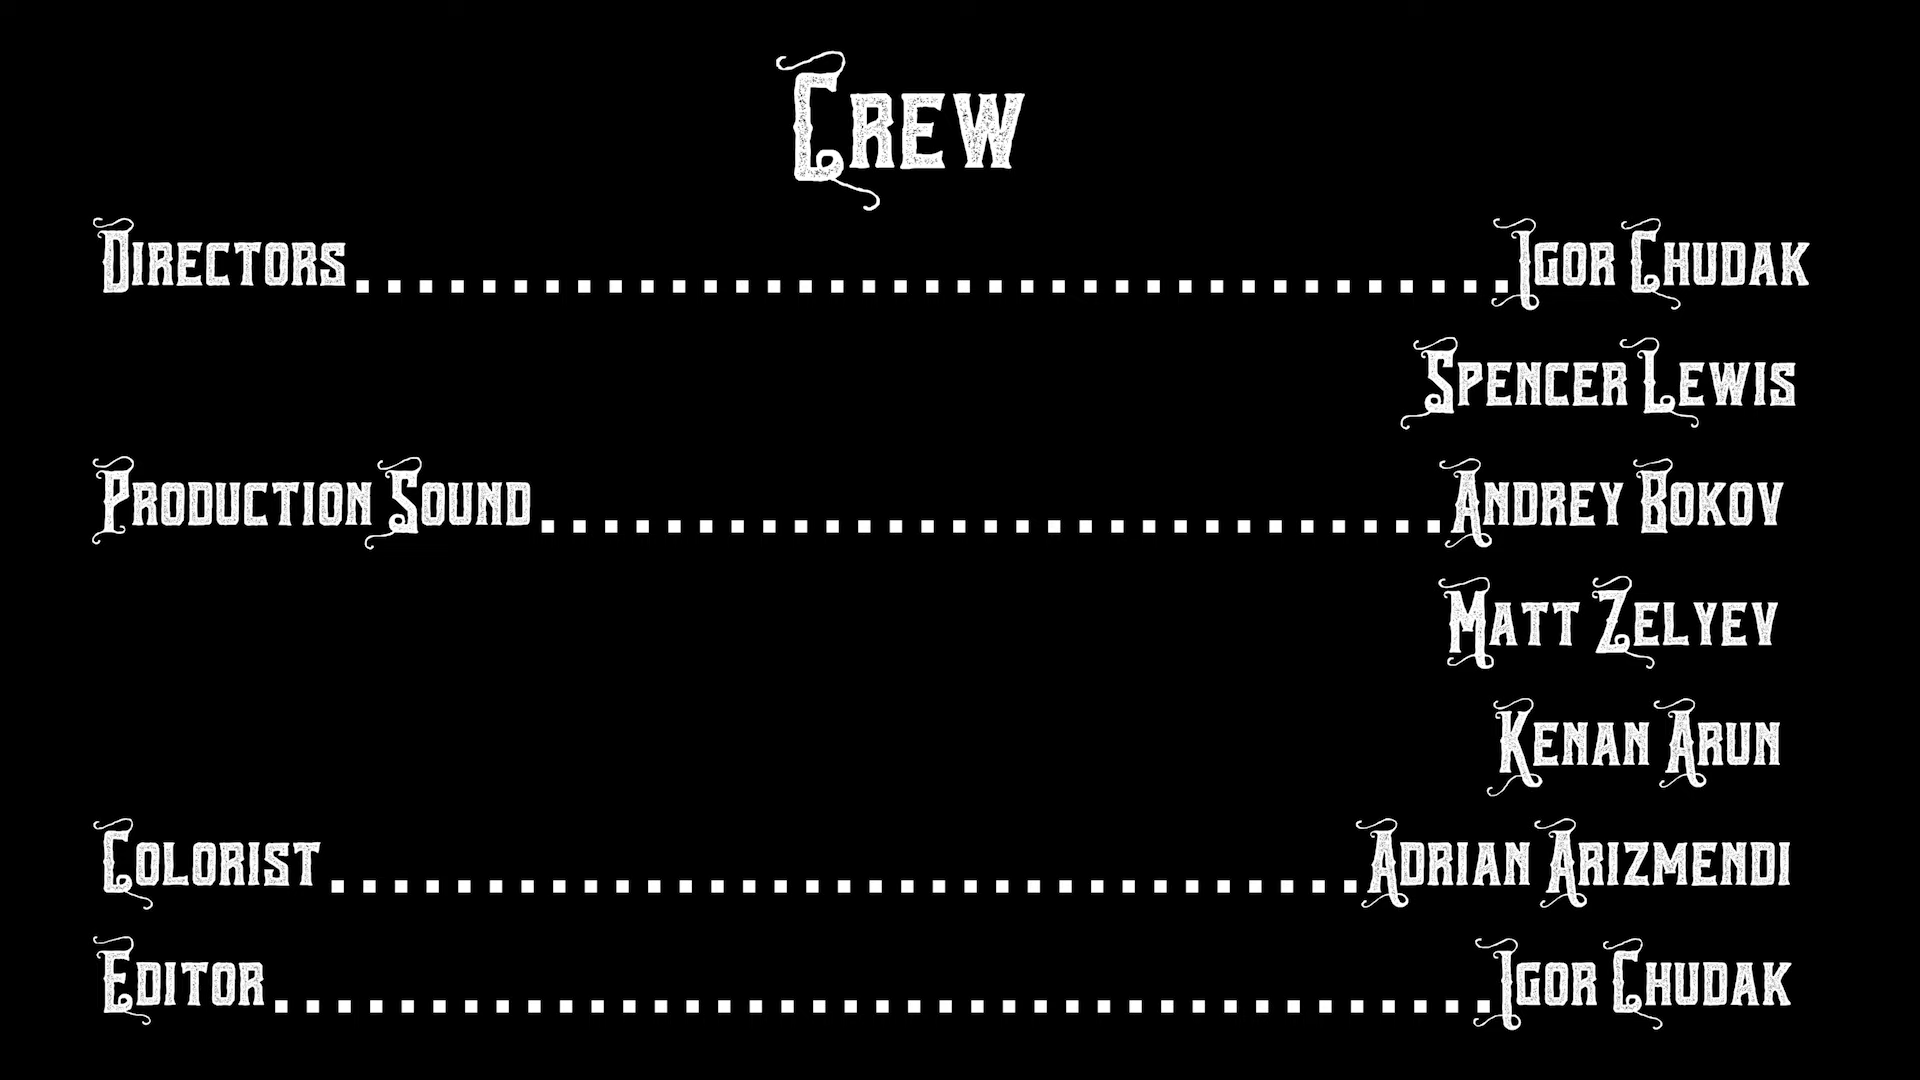 Crew
Directors.....................................Igor Chudak
Spencer Lewis
Production Sound.............................Andrey Bokov
Matt Zelyev
Kenan Arun
Colorist.................................Adrian Arizmendi
Editor.......................................Igor Chudak